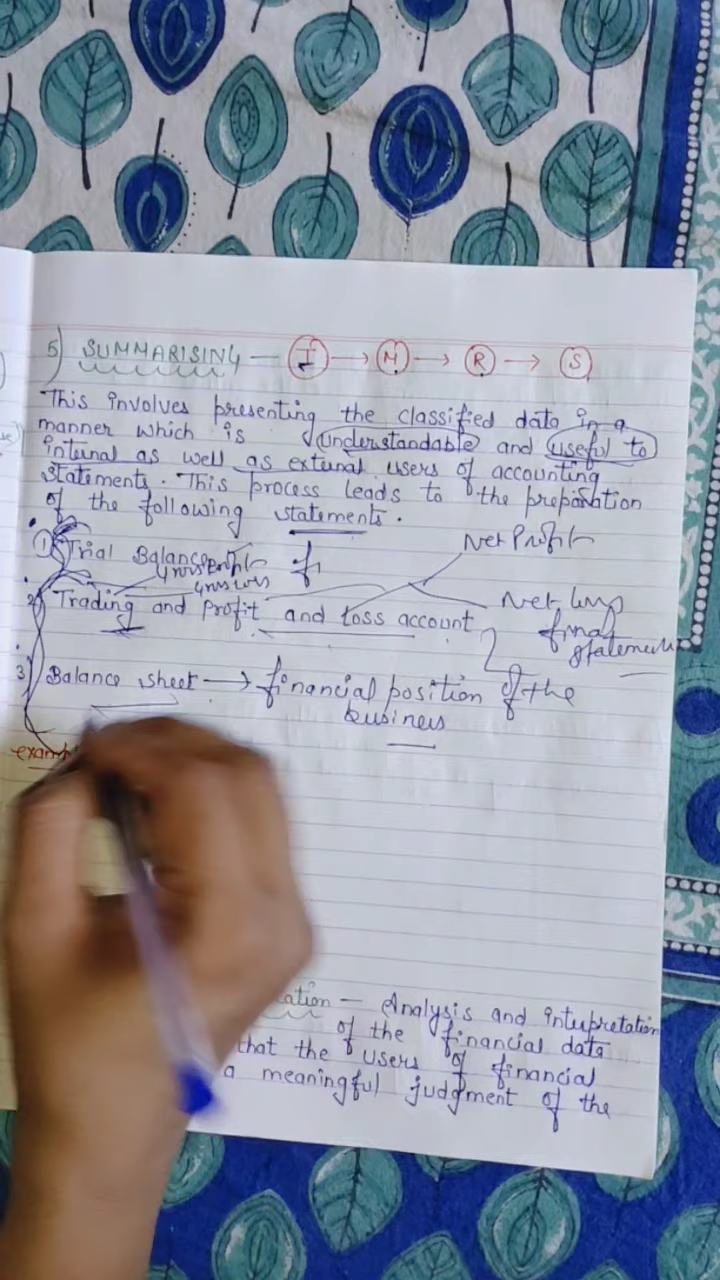 5) SUMMARISING — I → M → R → S
This involves presenting the classified data in a
manner which is understandable and useful to
internal as well as external users of accounting
statements. This process leads to the preparation
of the following statements.
Net Profit
1) Trial Balance
Gross Profit
Gross loss
Net loss
2) Trading and Profit and Loss account
final
statement
3) Balance sheet → financial position of the
business
ation — Analysis and interpretation
of the financial data
that the users of financial
a meaningful judgment of the